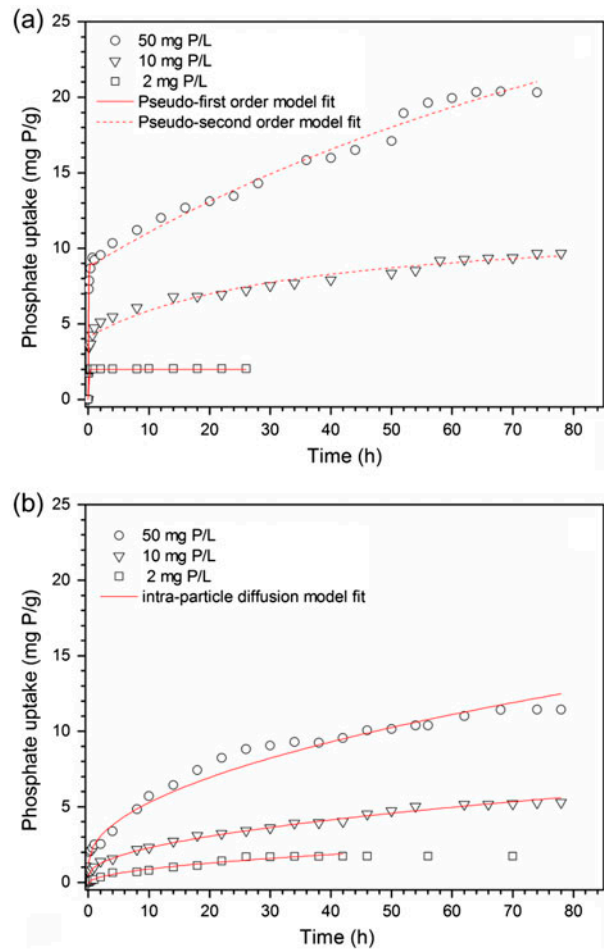 (a)
25
20
15
10
5
0
Phosphate uptake (mg P/g)
50 mg P/L
10 mg P/L
2 mg P/L
Pseudo-first order model fit
Pseudo-second order model fit
0 10 20 30 40 50 60 70 80
Time (h)
(b)
25
20
15
10
5
0
Phosphate uptake (mg P/g)
50 mg P/L
10 mg P/L
2 mg P/L
intra-particle diffusion model fit
0 10 20 30 40 50 60 70 80
Time (h)